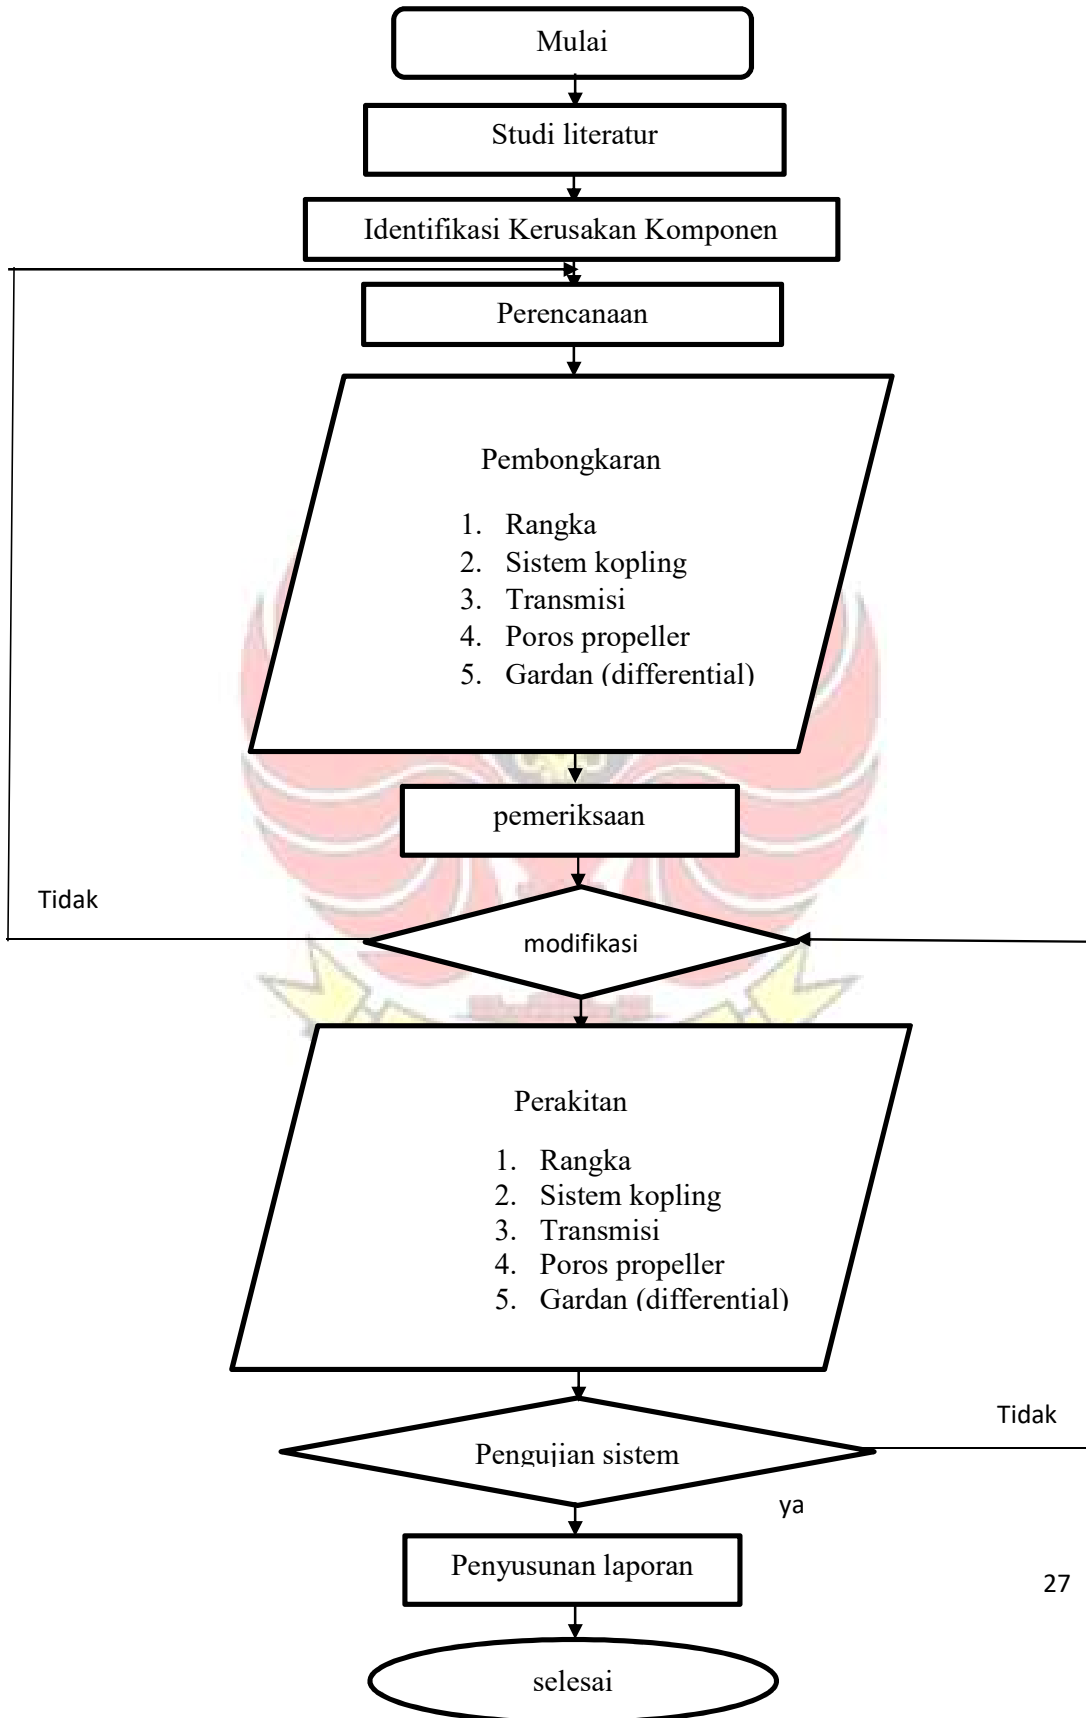 Mulai
Studi literatur
Identifikasi Kerusakan Komponen
Perencanaan
Pembongkaran
1. Rangka
2. Sistem kopling
3. Transmisi
4. Poros propeller
5. Gardan (differential)
pemeriksaan
Tidak
modifikasi
Perakitan
1. Rangka
2. Sistem kopling
3. Transmisi
4. Poros propeller
5. Gardan (differential)
Tidak
Pengujian sistem
ya
Penyusunan laporan
27
selesai